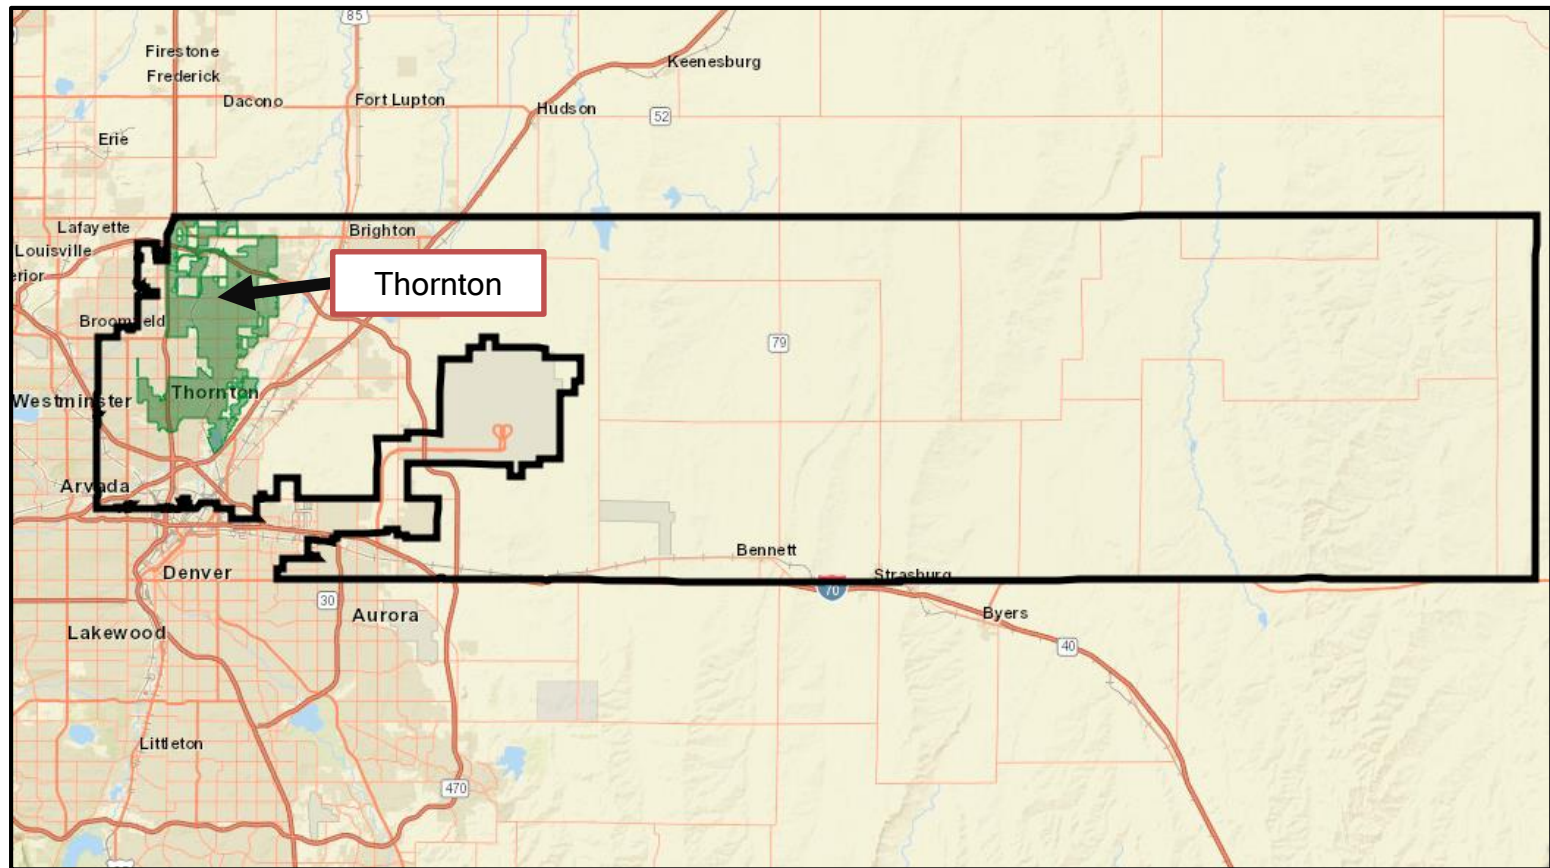 85
Firestone
Frederick
Keenesburg
Dacono
Fort Lupton
Hudson
52
Erie
Lafayette
Brighton
Louisville
erior
Thornton
Broomfield
79
Thornton
Westminster
Arvada
Bennett
Denver
Strasburg
70
30
Aurora
Byers
Lakewood
40
Littleton
470